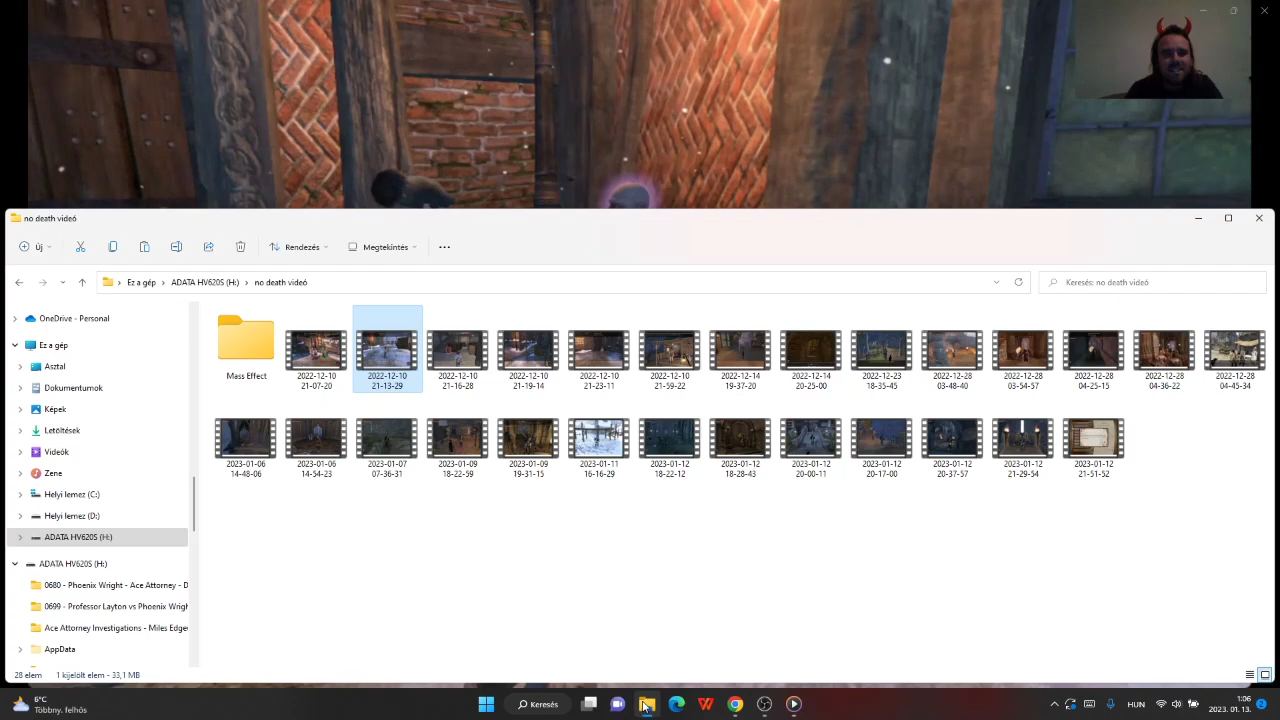 no death videó
Új
Rendezés
Megtekintés
Ez a gép
ADATA HV620S (H:)
no death videó
Keresés: no death videó
OneDrive - Personal
Ez a gép
Asztal
Dokumentumok
Képek
Letöltések
Videók
Zene
Helyi lemez (C:)
Helyi lemez (D:)
ADATA HV620S (H:)
ADATA HV620S (H:)
0680 - Phoenix Wright - Ace Attorney - D
0699 - Professor Layton vs Phoenix Wrigh
Ace Attorney Investigations - Miles Edge
AppData
Mass Effect
2022-12-10
21-07-20
2022-12-10
21-13-29
2022-12-10
21-16-28
2022-12-10
21-19-14
2022-12-10
21-23-11
2022-12-10
21-59-22
2022-12-14
19-37-20
2022-12-14
20-25-00
2022-12-23
18-35-45
2022-12-28
03-48-40
2022-12-28
03-54-57
2022-12-28
04-25-15
2022-12-28
04-36-22
2022-12-28
04-45-34
2023-01-06
14-48-06
2023-01-06
14-54-23
2023-01-07
07-36-31
2023-01-09
18-22-59
2023-01-09
19-31-15
2023-01-11
16-16-29
2023-01-12
18-22-12
2023-01-12
18-28-43
2023-01-12
20-00-11
2023-01-12
20-17-00
2023-01-12
20-37-57
2023-01-12
21-29-54
2023-01-12
21-51-52
28 elem
1 kijelölt elem - 33,1 MB
6°C
Többny. felhős
Keresés
HUN
1:06
2023. 01. 13.
2